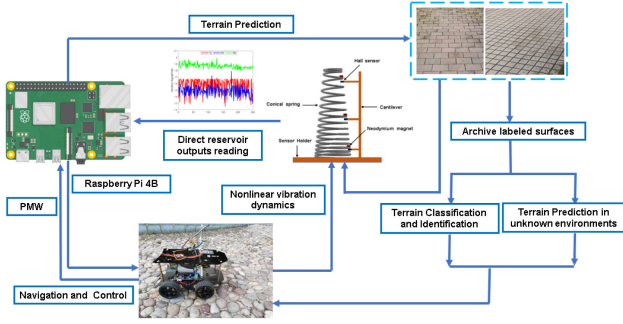 Terrain Prediction
Hall sensor
Conical spring
Cantilever
Neodymium magnet
Sensor Holder
Direct reservoir
outputs reading
Archive labeled surfaces
Raspberry Pi 4B
PMW
Nonlinear vibration
dynamics
Terrain Classification
and Identification
Terrain Prediction in
unknown environments
Navigation and Control